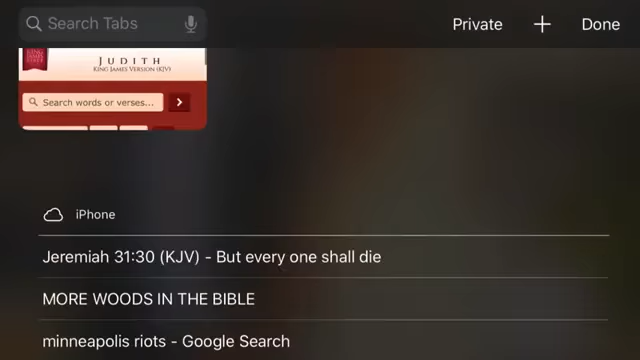 Search Tabs
Private
Done
JUDITH
KING JAMES VERSION (KJV)
Search words or verses...
iPhone
Jeremiah 31:30 (KJV) - But every one shall die
MORE WOODS IN THE BIBLE
minneapolis riots - Google Search